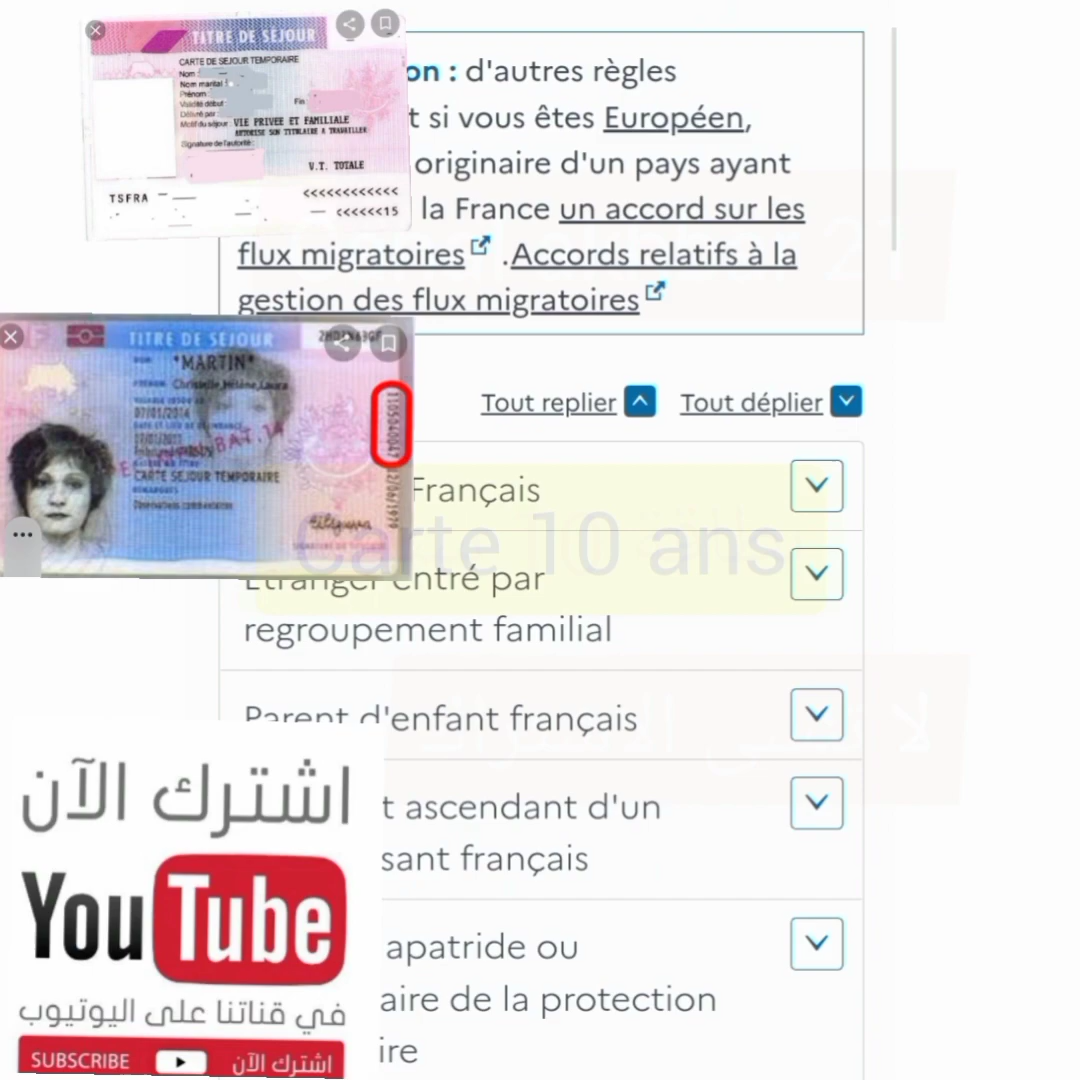 TITRE DE SEJOUR
CARTE DE SEJOUR TEMPORAIRE
Nom :
Nom marital :
Prénom :
Validité début :
Fin
Délivré par :
Motif du séjour : VIE PRIVEE ET FAMILIALE
AUTORISE SON TITULAIRE A TRAVAILLER
Signature de l'autorité :
V.T. TOTALE
TSFRA
<<<<<<<<<<<<
<<<<<<15
on : d'autres règles
t si vous êtes Européen,
originaire d'un pays ayant
la France un accord sur les
flux migratoires .Accords relatifs à la
gestion des flux migratoires
TITRE DE SÉJOUR
*MARTIN*
07/01/2014
CARTE SEJOUR TEMPORAIRE
Tout replier Tout déplier
Français
Carte 10 ans
Etranger entré par
regroupement familial
Parent d'enfant français
t ascendant d'un
sant français
apatride ou
aire de la protection
ire
اشترك الآن
YouTube
في قناتنا على اليوتيوب
SUBSCRIBE اشترك الآن